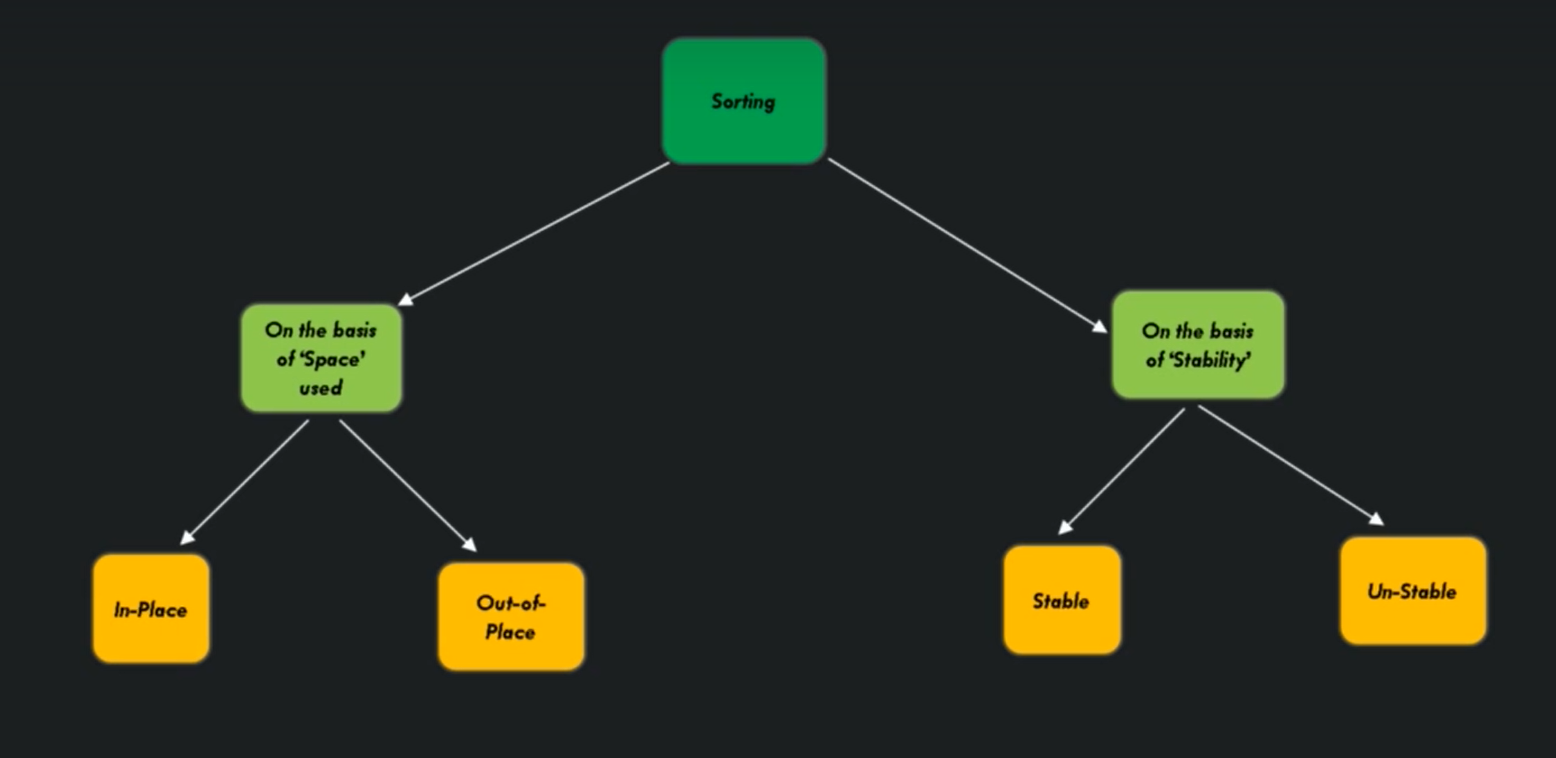 Sorting
On the basis
of ‘Space’
used
On the basis
of ‘Stability’
In-Place
Out-of-
Place
Stable
Un-Stable